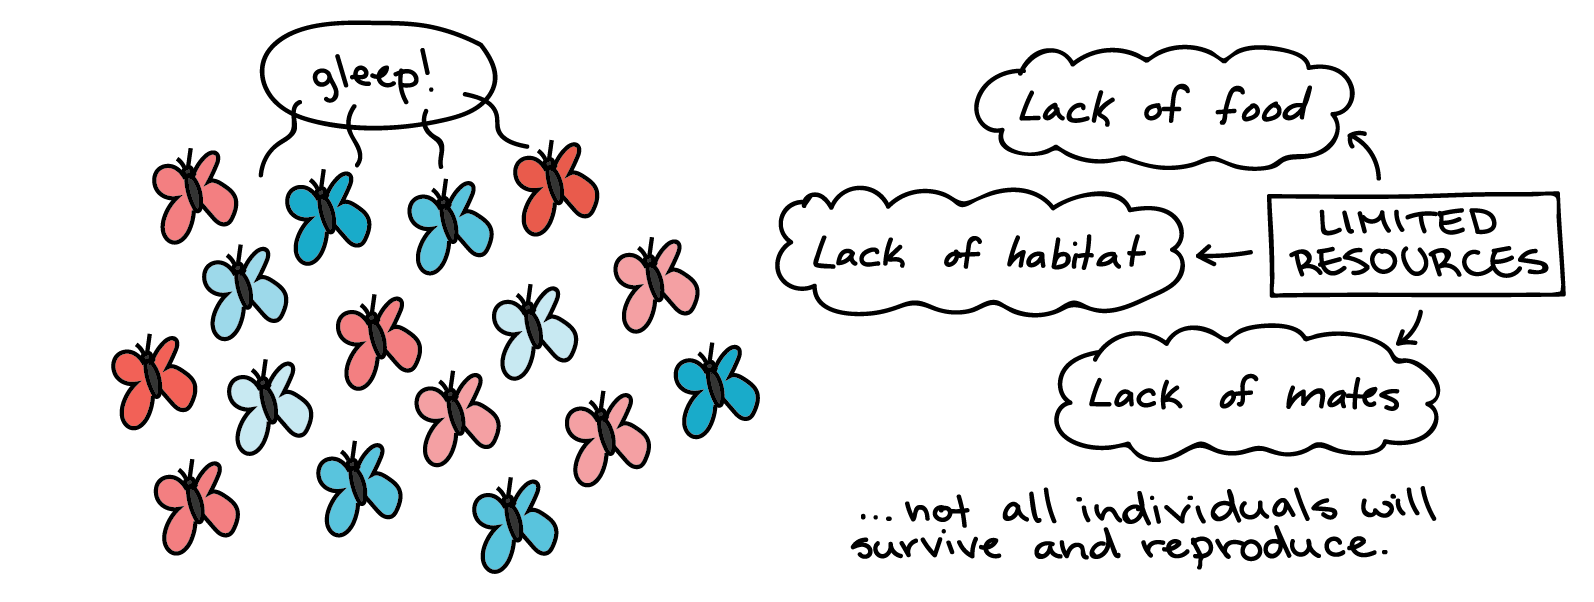 gleep!
Lack of food
LIMITED
RESOURCES
Lack of habitat
Lack of mates
...not all individuals will
survive and reproduce.